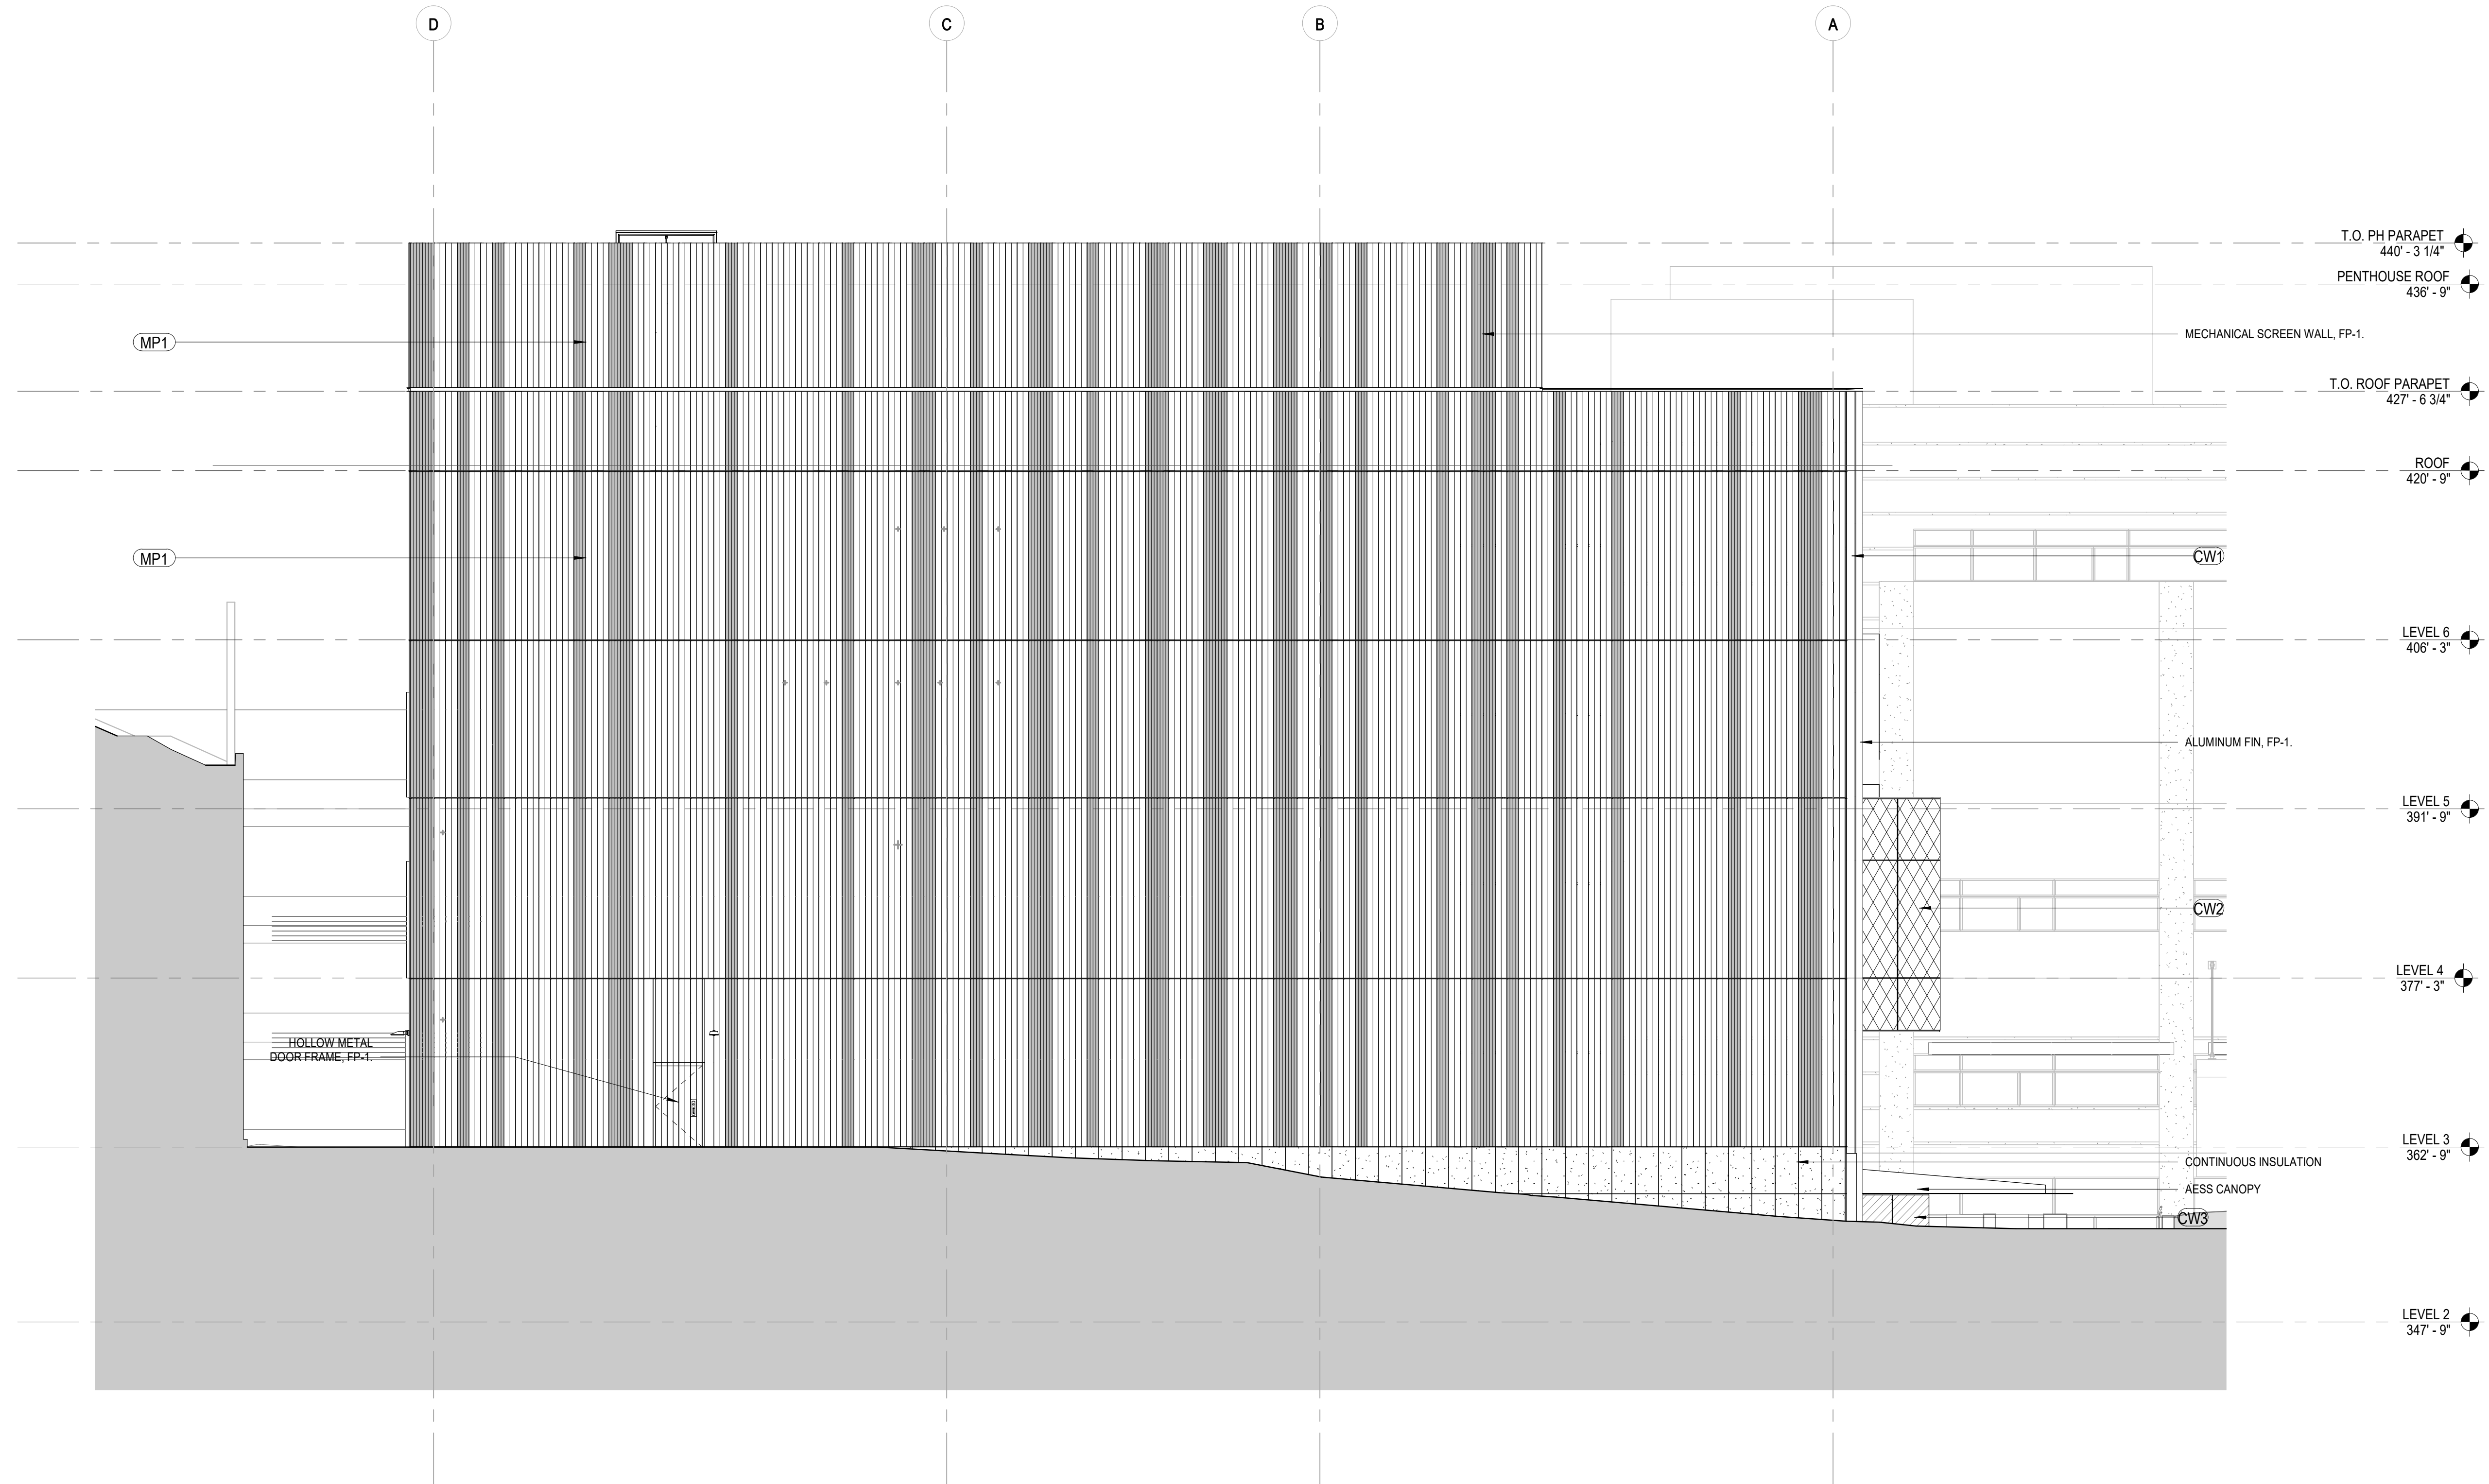 D
C
B
A
T.O. PH PARAPET
440' - 3 1/4"
PENTHOUSE ROOF
436' - 9"
MECHANICAL SCREEN WALL, FP-1.
MP1
T.O. ROOF PARAPET
427' - 6 3/4"
ROOF
420' - 9"
MP1
CW1
LEVEL 6
406' - 3"
ALUMINUM FIN, FP-1.
LEVEL 5
391' - 9"
CW2
LEVEL 4
377' - 3"
HOLLOW METAL
DOOR FRAME, FP-1.
LEVEL 3
362' - 9"
CONTINUOUS INSULATION
AESS CANOPY
CW3
LEVEL 2
347' - 9"